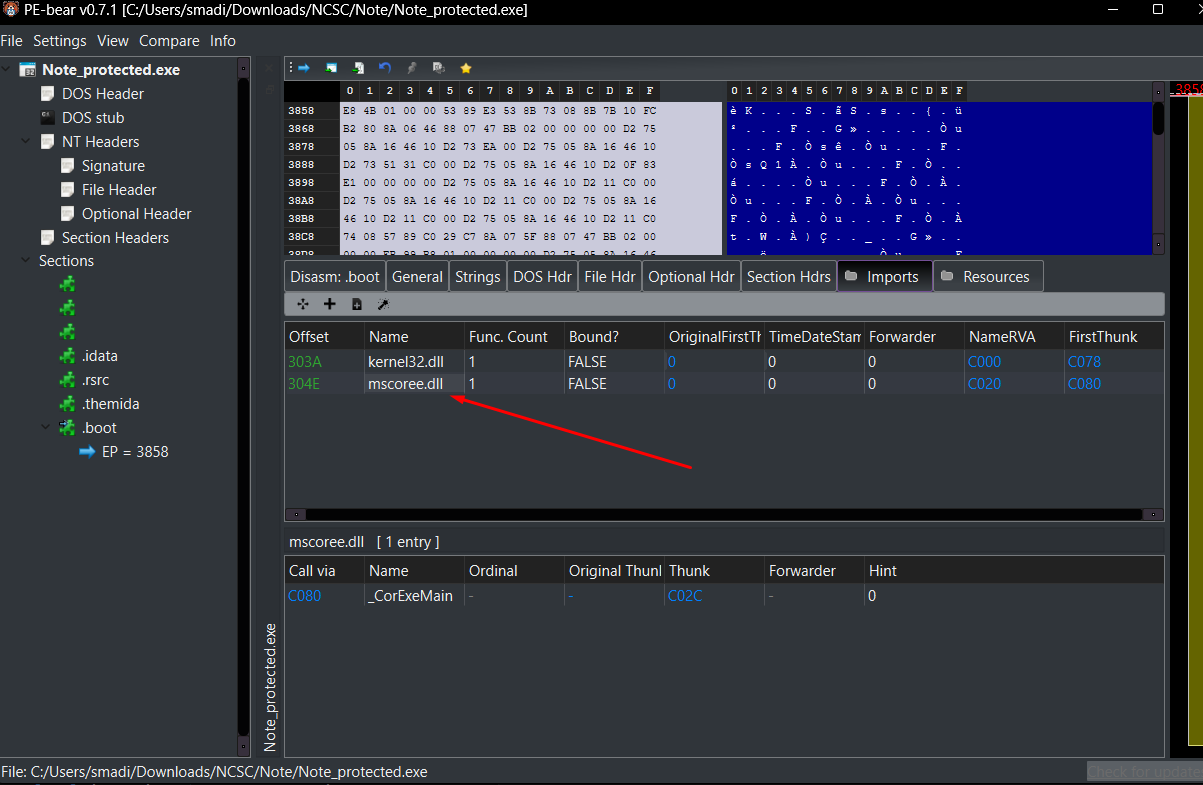 PE-bear v0.7.1 [C:/Users/smadi/Downloads/NCSC/Note/Note_protected.exe]
File Settings View Compare Info
Note_protected.exe
DOS Header
DOS stub
NT Headers
Signature
File Header
Optional Header
Section Headers
Sections
.idata
.rsrc
.themida
.boot
EP = 3858
Note_protected.exe
0 1 2 3 4 5 6 7 8 9 A B C D E F 0 1 2 3 4 5 6 7 8 9 A B C D E F
3858 E8 4B 01 00 00 53 89 E3 53 8B 73 08 8B 7B 10 FC è K . . . S . ã S . s . . { . ü
3868 B2 80 8A 06 46 88 07 47 BB 02 00 00 00 00 D2 75 ² . . . F . . G » . . . . . Ò u
3878 05 8A 16 46 10 D2 73 EA 00 D2 75 05 8A 16 46 10 . . . F . Ò s ê . Ò u . . . F .
3888 D2 73 51 31 C0 00 D2 75 05 8A 16 46 10 D2 0F 83 Ò s Q 1 À . Ò u . . . F . Ò . .
3898 E1 00 00 00 00 D2 75 05 8A 16 46 10 D2 11 C0 00 á . . . . Ò u . . . F . Ò . À .
38A8 D2 75 05 8A 16 46 10 D2 11 C0 00 D2 75 05 8A 16 Ò u . . . F . Ò . À . Ò u . . .
38B8 46 10 D2 11 C0 00 D2 75 05 8A 16 46 10 D2 11 C0 F . Ò . À . Ò u . . . F . Ò . À
38C8 74 08 57 89 C0 29 C7 8A 07 5F 88 07 47 BB 02 00 t . W . À ) Ç . . _ . . G » . .
Disasm: .boot General Strings DOS Hdr File Hdr Optional Hdr Section Hdrs Imports Resources
Offset Name Func. Count Bound? OriginalFirstTh TimeDateStam Forwarder NameRVA FirstThunk
303A kernel32.dll 1 FALSE 0 0 0 C000 C078
304E mscoree.dll 1 FALSE 0 0 0 C020 C080
mscoree.dll [ 1 entry ]
Call via Name Ordinal Original Thunl Thunk Forwarder Hint
C080 _CorExeMain - - C02C - 0
File: C:/Users/smadi/Downloads/NCSC/Note/Note_protected.exe
Check for update